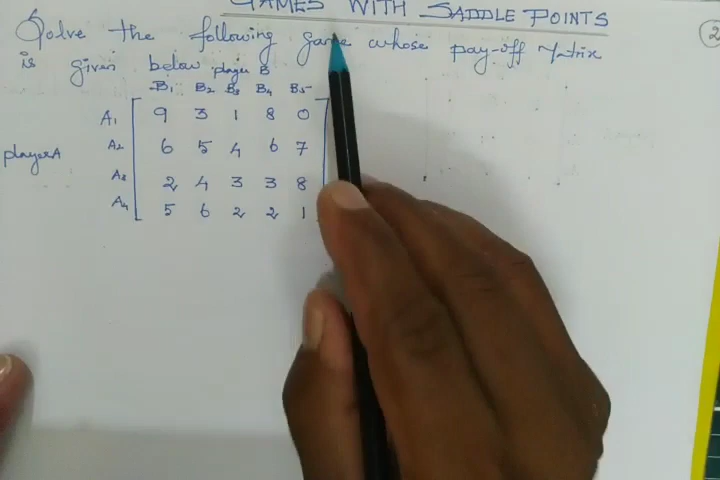 GAMES WITH SADDLE POINTS
2
Solve the following game whose pay-off Matrix
is given below player B
B1 B2 B3 B4 B5
A1 9 3 1 8 0
A2 6 5 4 6 7
player A
A3 2 4 3 3 8
A4 5 6 2 2 1